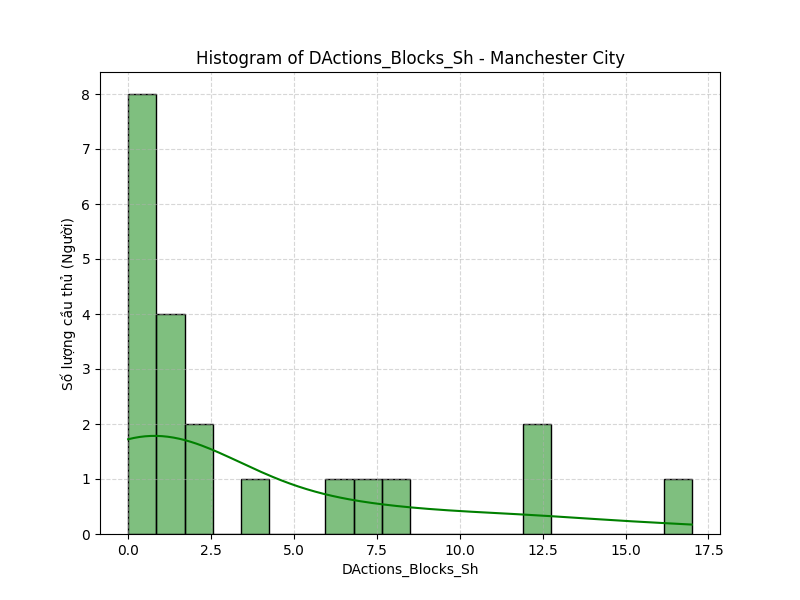 Histogram of DActions_Blocks_Sh - Manchester City
Số lượng cầu thủ (Người)
8
7
6
5
4
3
2
1
0
0.0 2.5 5.0 7.5 10.0 12.5 15.0 17.5
DActions_Blocks_Sh